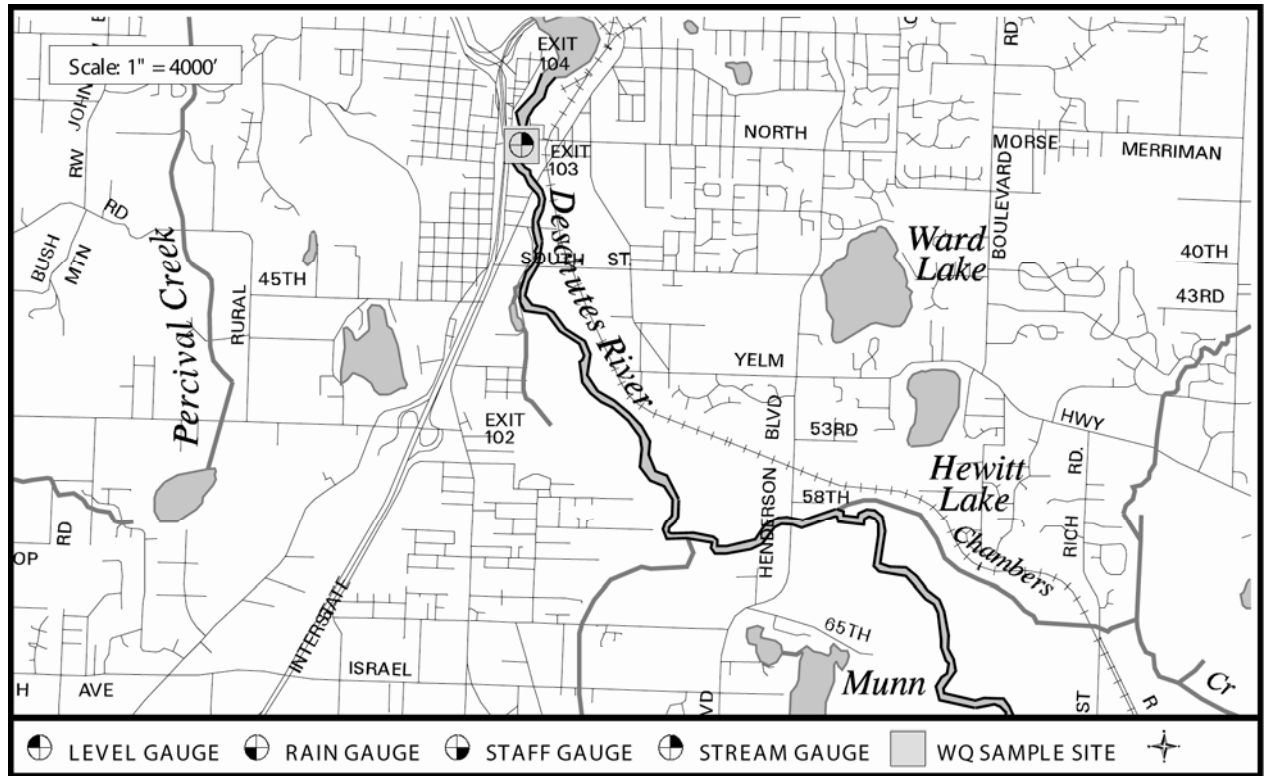 Scale: 1" = 4000'
EXIT
104
RD
RW JOHN
NORTH
MORSE
MERRIMAN
EXIT
103
BOULEVARD
RD
BUSH
MTN
Percival Creek
Deschutes River
Ward
Lake
SOUTH ST.
40TH
45TH
43RD
RURAL
YELM
EXIT
102
BLVD
53RD
HWY
Hewitt
Lake
RD.
58TH
HENDERSON
RICH
Chambers
RD
OP
INTERSTATE
65TH
ISRAEL
Munn
H AVE
VD
ST
R
Cr
LEVEL GAUGE RAIN GAUGE STAFF GAUGE STREAM GAUGE WQ SAMPLE SITE